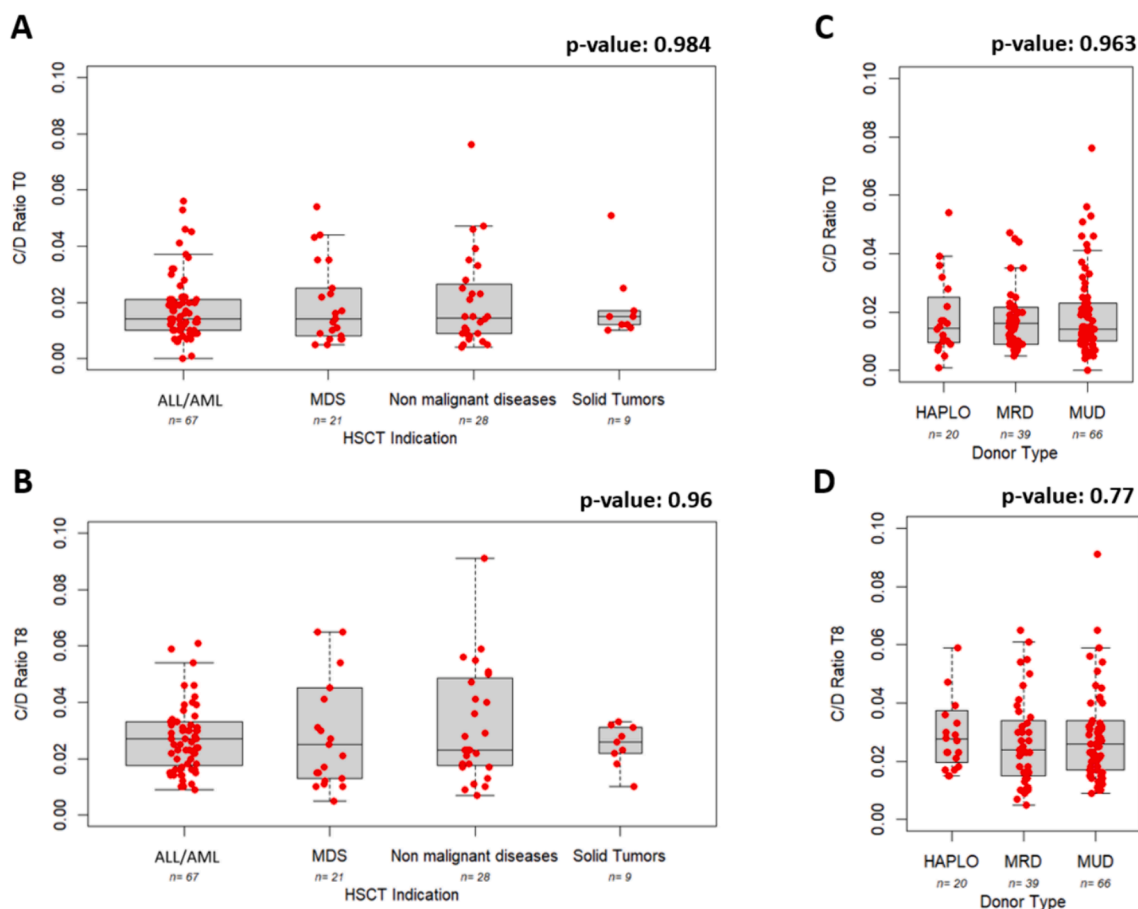 A
p-value: 0.984
C/D Ratio T0
0.10
0.08
0.06
0.04
0.02
0.00
ALL/AML MDS Non malignant diseases Solid Tumors
n= 67 n= 21 n= 28 n= 9
HSCT Indication
C
p-value: 0.963
C/D Ratio T0
0.10
0.08
0.06
0.04
0.02
0.00
HAPLO MRD MUD
n= 20 n= 39 n= 66
Donor Type
B
p-value: 0.96
C/D Ratio T8
0.10
0.08
0.06
0.04
0.02
0.00
ALL/AML MDS Non malignant diseases Solid Tumors
n= 67 n= 21 n= 28 n= 9
HSCT Indication
D
p-value: 0.77
C/D Ratio T8
0.10
0.08
0.06
0.04
0.02
0.00
HAPLO MRD MUD
n= 20 n= 39 n= 66
Donor Type